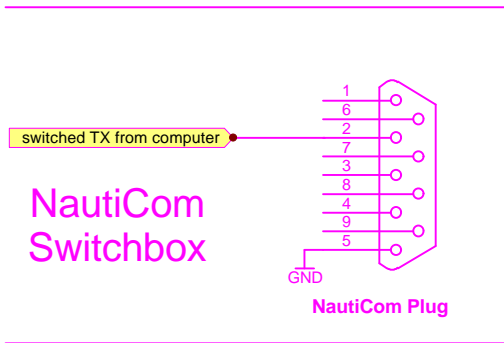 1
6
switched TX from computer
2
7
3
NautiCom
Switchbox
8
4
9
5
GND
NautiCom Plug